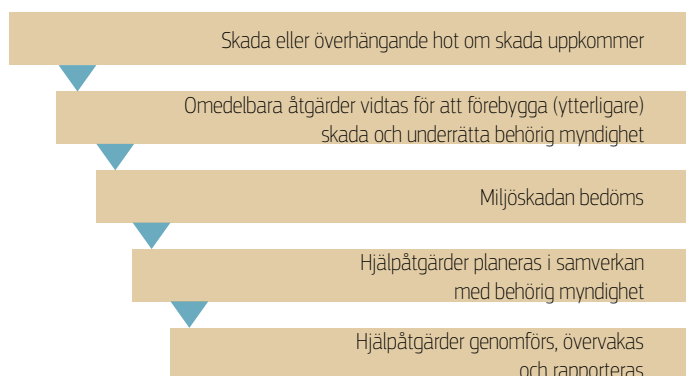 Skada eller överhängande hot om skada uppkommer
Omedelbara åtgärder vidtas för att förebygga (ytterligare)
skada och underrätta behörig myndighet
Miljöskadan bedöms
Hjälpåtgärder planeras i samverkan
med behörig myndighet
Hjälpåtgärder genomförs, övervakas
och rapporteras